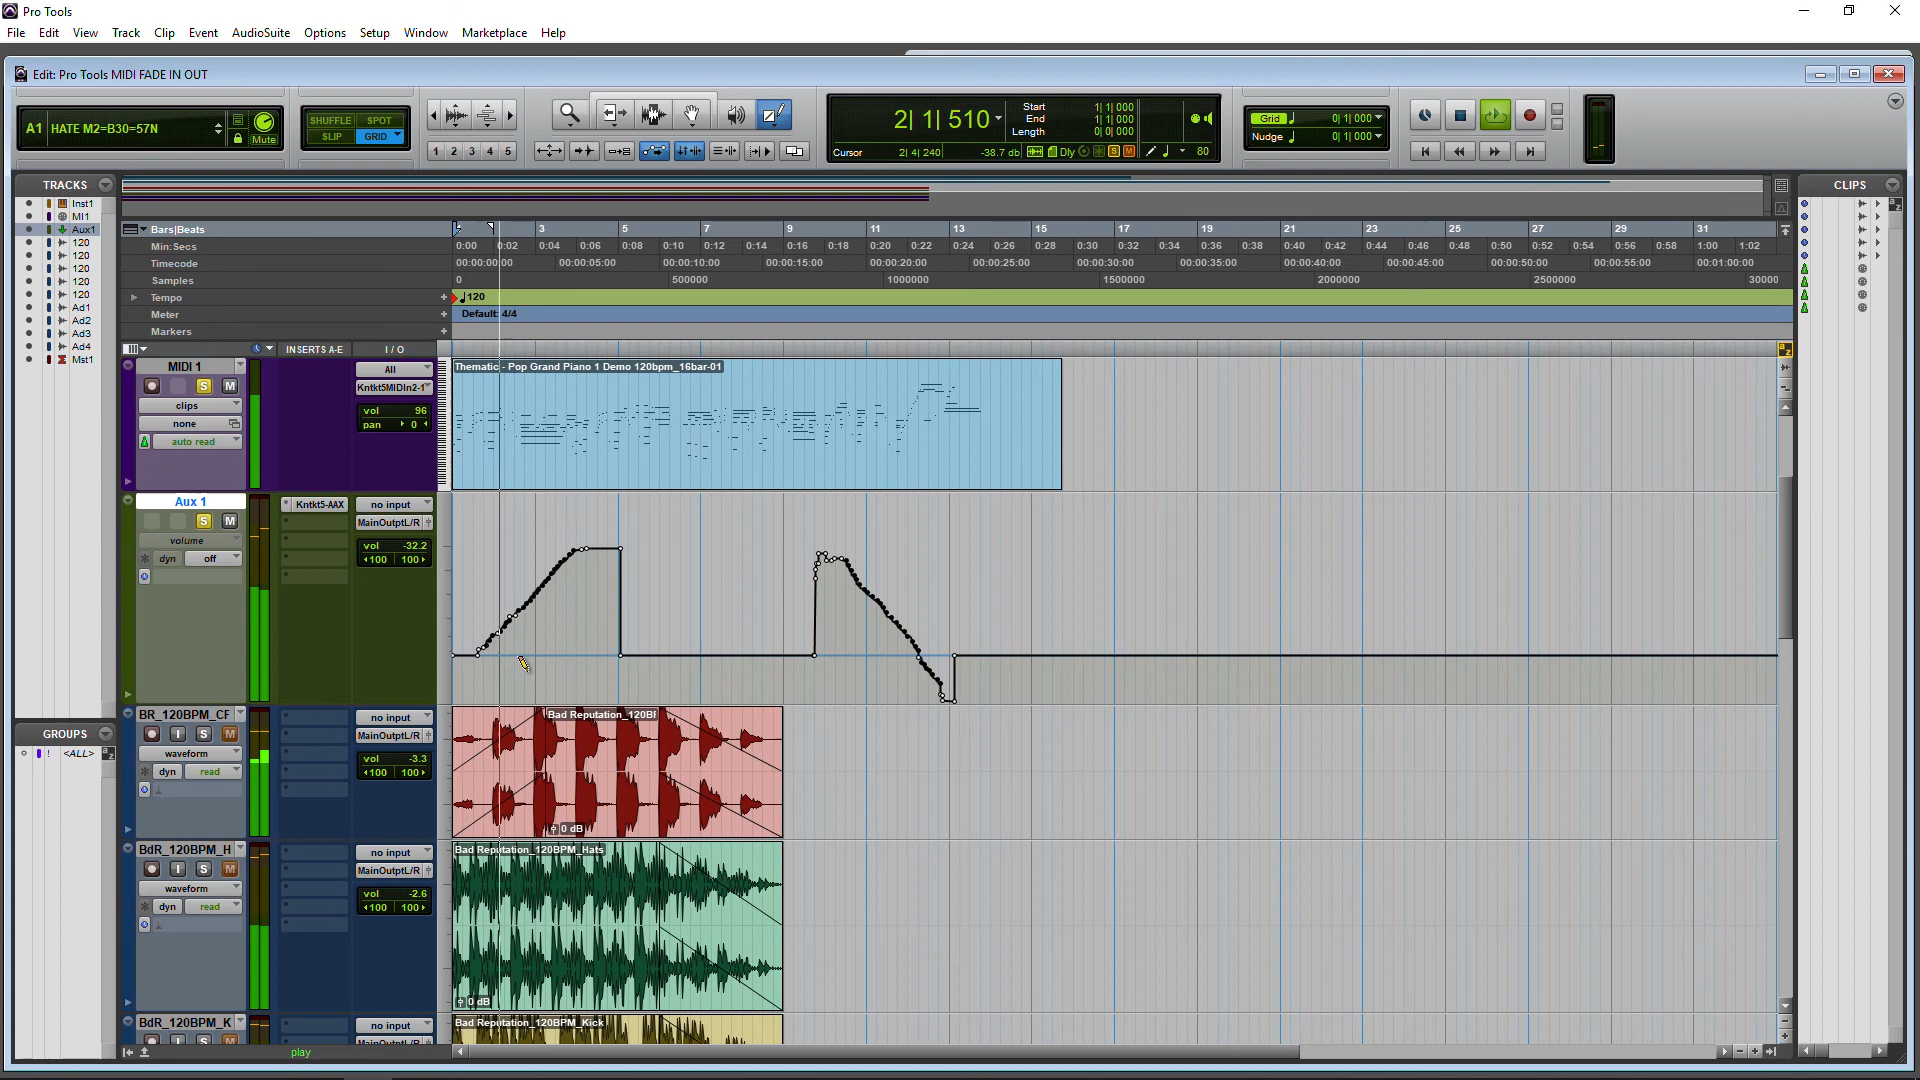 Pro Tools
File Edit View Track Clip Event AudioSuite Options Setup Window Marketplace Help
Edit: Pro Tools MIDI FADE IN OUT
A1 HATE M2=B30=57N Mute
SHUFFLE SPOT
SLIP GRID
1 2 3 4 5
2| 1| 510
Start 1| 1| 000
End 1| 1| 000
Length 0| 0| 000
Cursor 2| 4| 240 -38.7 db Dly S M 80
Grid 0| 1| 000
Nudge 0| 1| 000
TRACKS
Inst1
MI1
Aux1
120
120
120
120
120
Ad1
Ad2
Ad3
Ad4
Mst1
GROUPS
! <ALL>
CLIPS
Bars|Beats 3 5 7 9 11 13 15 17 19 21 23 25 27 29 31
Min:Secs 0:00 0:02 0:04 0:06 0:08 0:10 0:12 0:14 0:16 0:18 0:20 0:22 0:24 0:26 0:28 0:30 0:32 0:34 0:36 0:38 0:40 0:42 0:44 0:46 0:48 0:50 0:52 0:54 0:56 0:58 1:00 1:02
Timecode 00:00:00:00 00:00:05:00 00:00:10:00 00:00:15:00 00:00:20:00 00:00:25:00 00:00:30:00 00:00:35:00 00:00:40:00 00:00:45:00 00:00:50:00 00:00:55:00 00:01:00:00
Samples 0 500000 1000000 1500000 2000000 2500000 30000
Tempo 120
Meter Default: 4/4
Markers
INSERTS A-E I / O
MIDI 1 All
S M Kntkt5MIDIn2-1
clips
none vol 96
auto read pan 0
Thematic - Pop Grand Piano 1 Demo 120bpm_16bar-01
Aux 1 Kntkt5-AAX no input
S M MainOutptL/R
volume vol -32.2
dyn off 100 100
BR_120BPM_CF no input
I S M MainOutptL/R
waveform vol -3.3
dyn read 100 100
Bad Reputation_120BF
0 dB
BdR_120BPM_H no input
I S M MainOutptL/R
waveform vol -2.6
dyn read 100 100
Bad Reputation_120BPM_Hats
0 dB
BdR_120BPM_K no input
I S M MainOutptL/R
Bad Reputation_120BPM_Kick
play